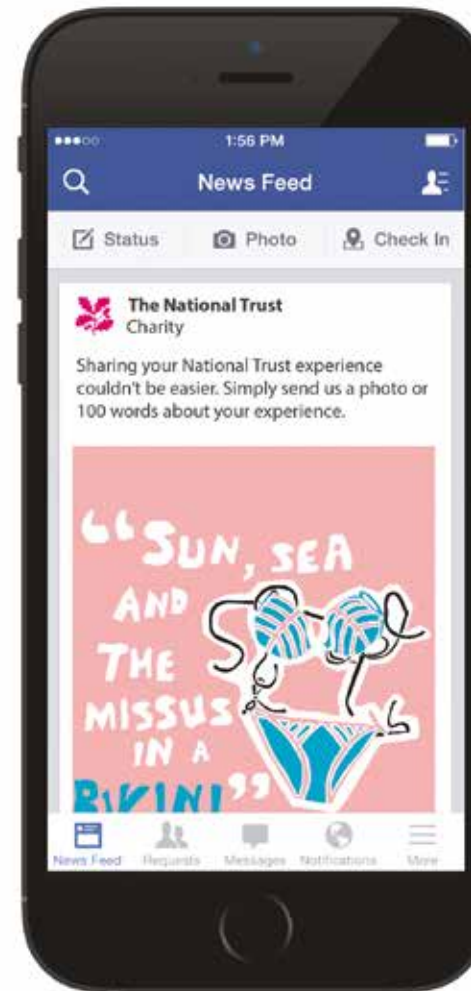 1:56 PM
News Feed
Status Photo Check In
The National Trust
Charity
Sharing your National Trust experience
couldn't be easier. Simply send us a photo or
100 words about your experience.
“SUN, SEA
AND
THE
MISSUS
IN A
BIKINI”
News Feed Requests Messages Notifications More